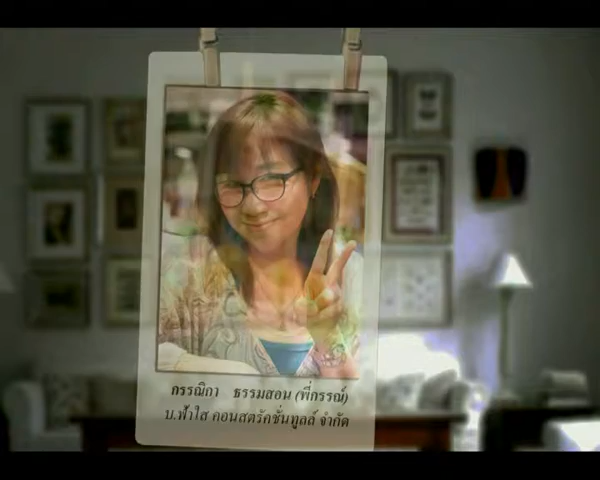 กรรณิกา ธรรมสอน (พี่กรรณ์)
บ.ฟ้าใส คอนสตรัคชั่นทูลส์ จำกัด